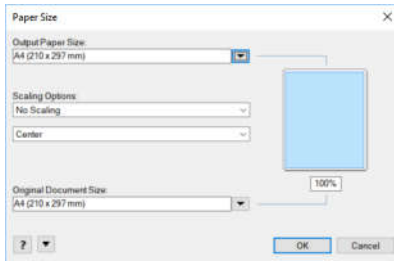 Paper Size
Output Paper Size:
A4 (210 x 297 mm)
Scaling Options:
No Scaling
Center
100%
Original Document Size:
A4 (210 x 297 mm)
?
OK
Cancel